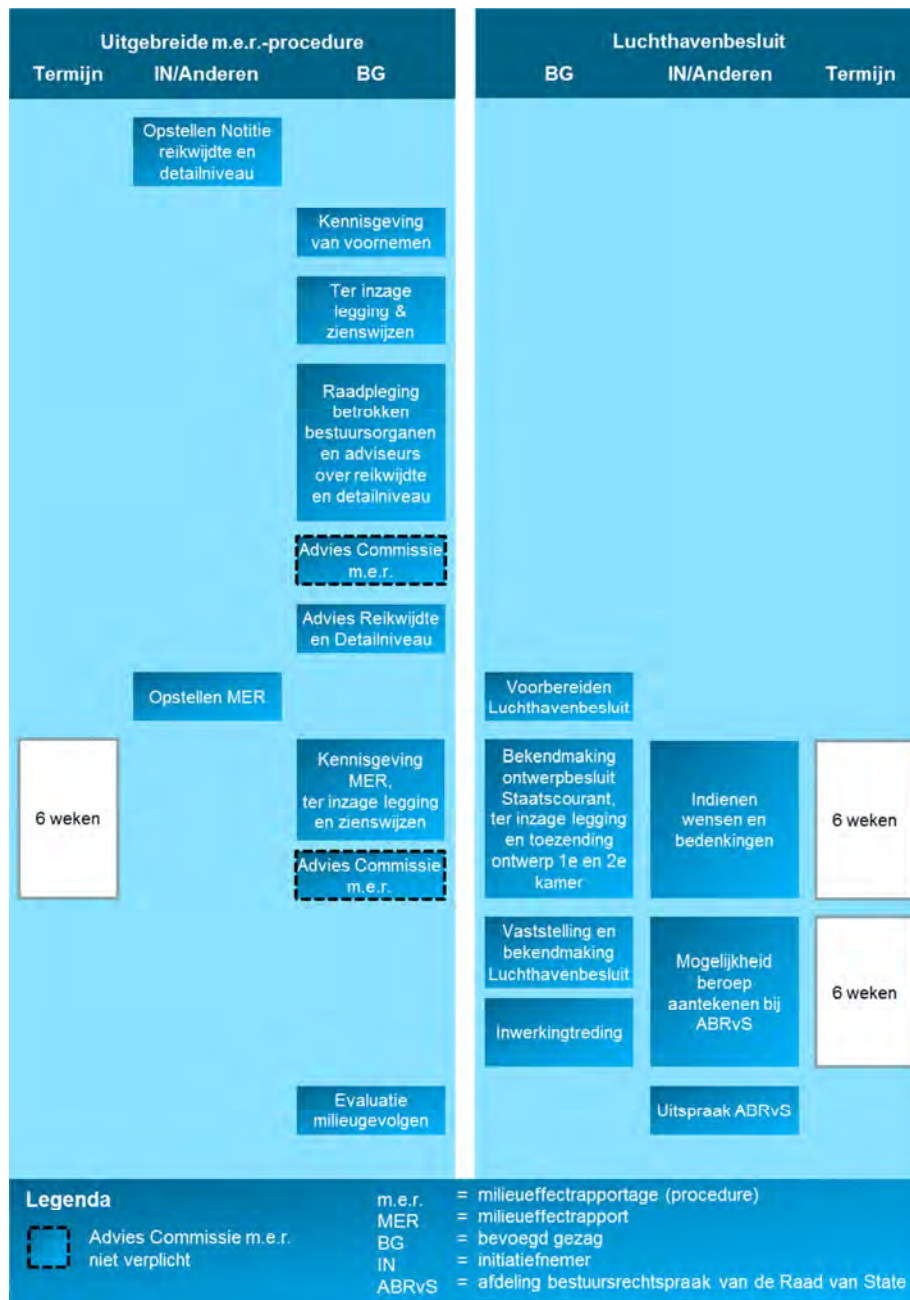 Uitgebreide m.e.r.-procedure
Termijn IN/Anderen BG
Luchthavenbesluit
BG IN/Anderen Termijn
Opstellen Notitie
reikwijdte en
detailniveau
Kennisgeving
van voornemen
Ter inzage
legging &
zienswijzen
Raadpleging
betrokken
bestuursorganen
en adviseurs
over reikwijdte
en detailniveau
Advies Commissie
m.e.r.
Advies Reikwijdte
en Detailniveau
Opstellen MER
Voorbereiden
Luchthavenbesluit
6 weken
Kennisgeving
MER,
ter inzage legging
en zienswijzen
Advies Commissie
m.e.r.
Bekendmaking
ontwerpbesluit
Staatscourant,
ter inzage legging
en toezending
ontwerp 1e en 2e
kamer
Indienen
wensen en
bedenkingen
6 weken
Vaststelling en
bekendmaking
Luchthavenbesluit
Inwerkingtreding
Mogelijkheid
beroep
aantekenen bij
ABRvS
6 weken
Evaluatie
milieugevolgen
Uitspraak ABRvS
Legenda
Advies Commissie m.e.r.
niet verplicht
m.e.r. = milieueffectrapportage (procedure)
MER = milieueffectrapport
BG = bevoegd gezag
IN = initiatiefnemer
ABRvS = afdeling bestuursrechtspraak van de Raad van State